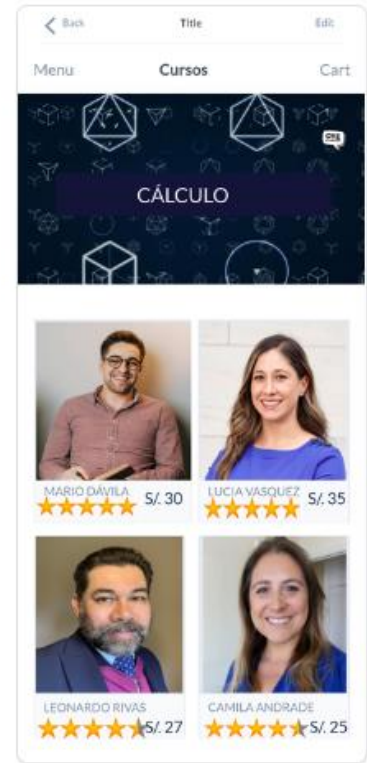 Back Title Edit
Menu Cursos Cart
CÁLCULO
MARIO DÁVILA
S/. 30
LUCIA VASQUEZ
S/. 35
LEONARDO RIVAS
S/. 27
CAMILA ANDRADE
S/. 25